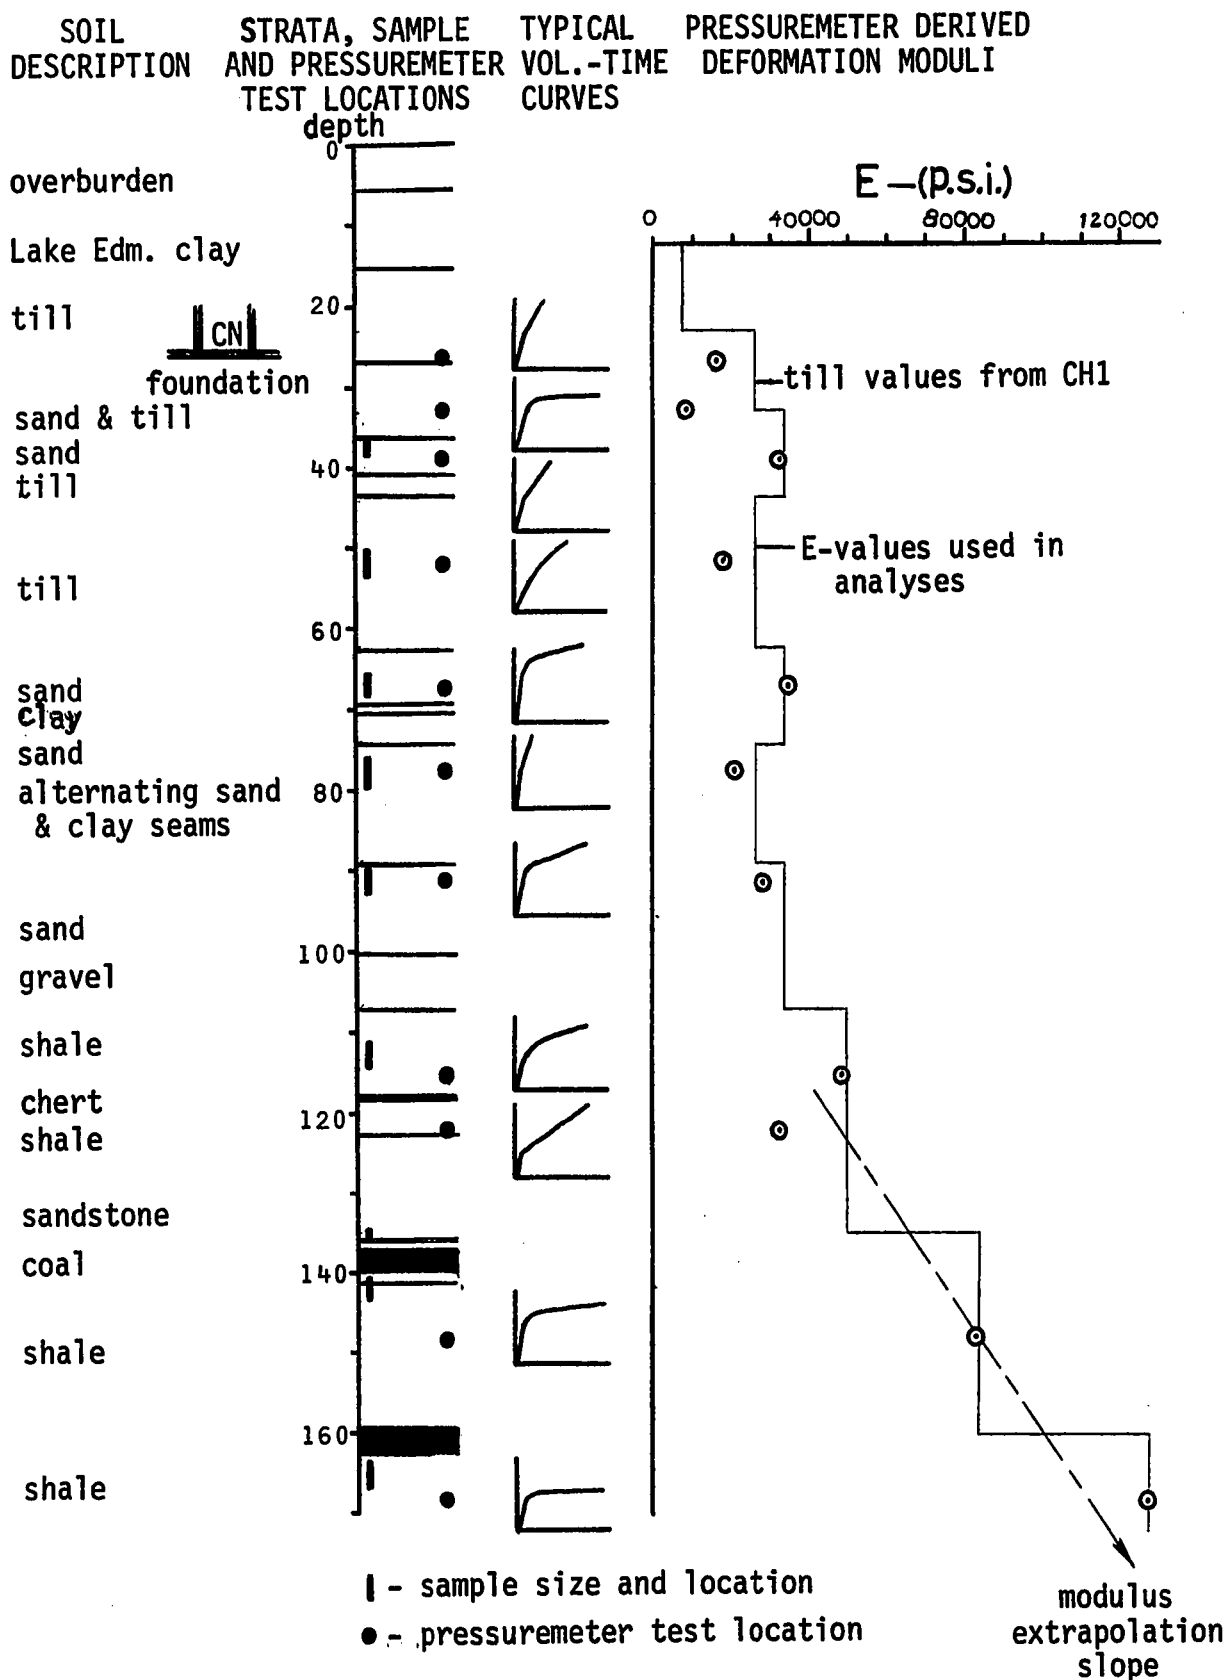 SOIL
DESCRIPTION
STRATA, SAMPLE
AND PRESSUREMETER
TEST LOCATIONS
TYPICAL
VOL.-TIME
CURVES
PRESSUREMETER DERIVED
DEFORMATION MODULI
depth
0
20
40
60
80
100
120
140
160
E-(p.s.i.)
0
40000
80000
120000
overburden
Lake Edm. clay
till
CN
foundation
sand & till
sand
till
till
sand
clay
sand
alternating sand
& clay seams
sand
gravel
shale
chert
shale
sandstone
coal
shale
shale
till values from CH1
E-values used in
analyses
- sample size and location
- pressuremeter test location
modulus
extrapolation
slope